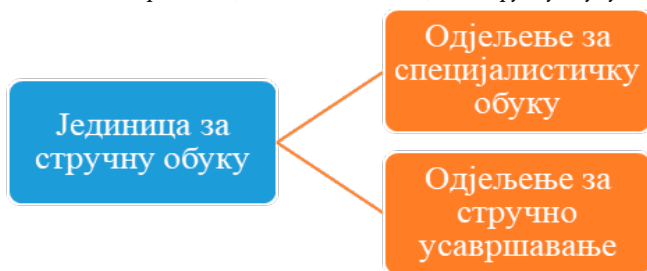 Јединица за
стручну обуку
Одјељење за
специјалистичку
обуку
Одјељење за
стручно
усавршавање